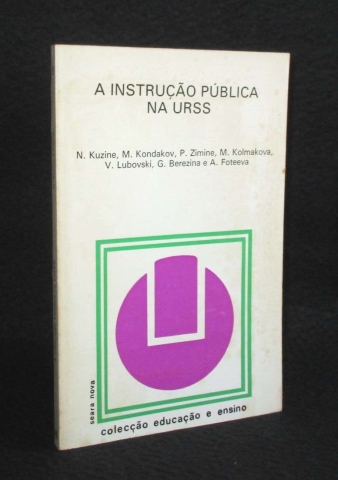 A INSTRUÇÃO PÚBLICA
NA URSS
N. Kuzine, M. Kondakov, P. Zimine, M. Kolmakova,
V. Lubovski, G. Berezina e A. Foteeva
seara nova
colecção educação e ensino